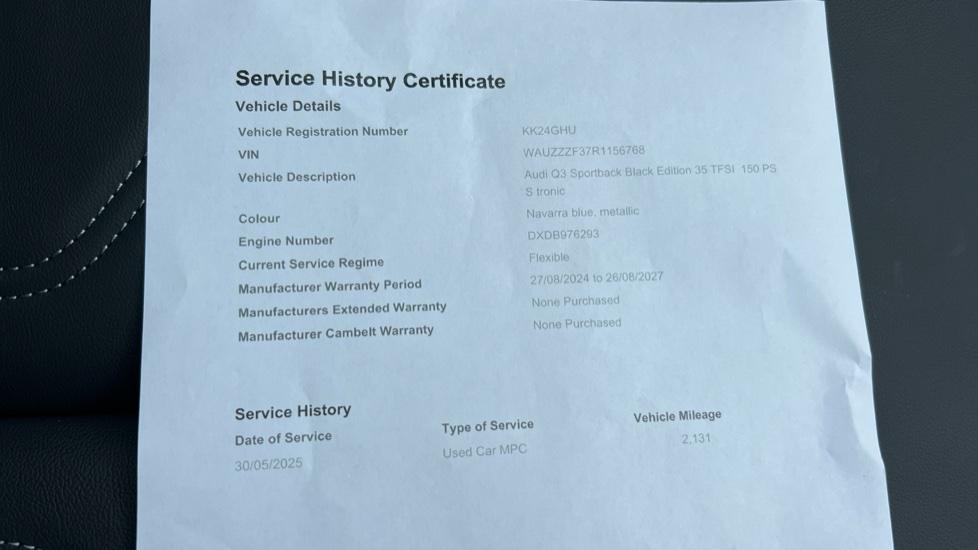 Service History Certificate
Vehicle Details
Vehicle Registration Number KK24GHU
VIN WAUZZZF37R1156768
Vehicle Description Audi Q3 Sportback Black Edition 35 TFSI 150 PS
S tronic
Colour Navarra blue, metallic
Engine Number DXDB976293
Current Service Regime Flexible
Manufacturer Warranty Period 27/08/2024 to 26/08/2027
Manufacturers Extended Warranty None Purchased
Manufacturer Cambelt Warranty None Purchased
Service History
Date of Service Type of Service Vehicle Mileage
30/05/2025 Used Car MPC 2,131